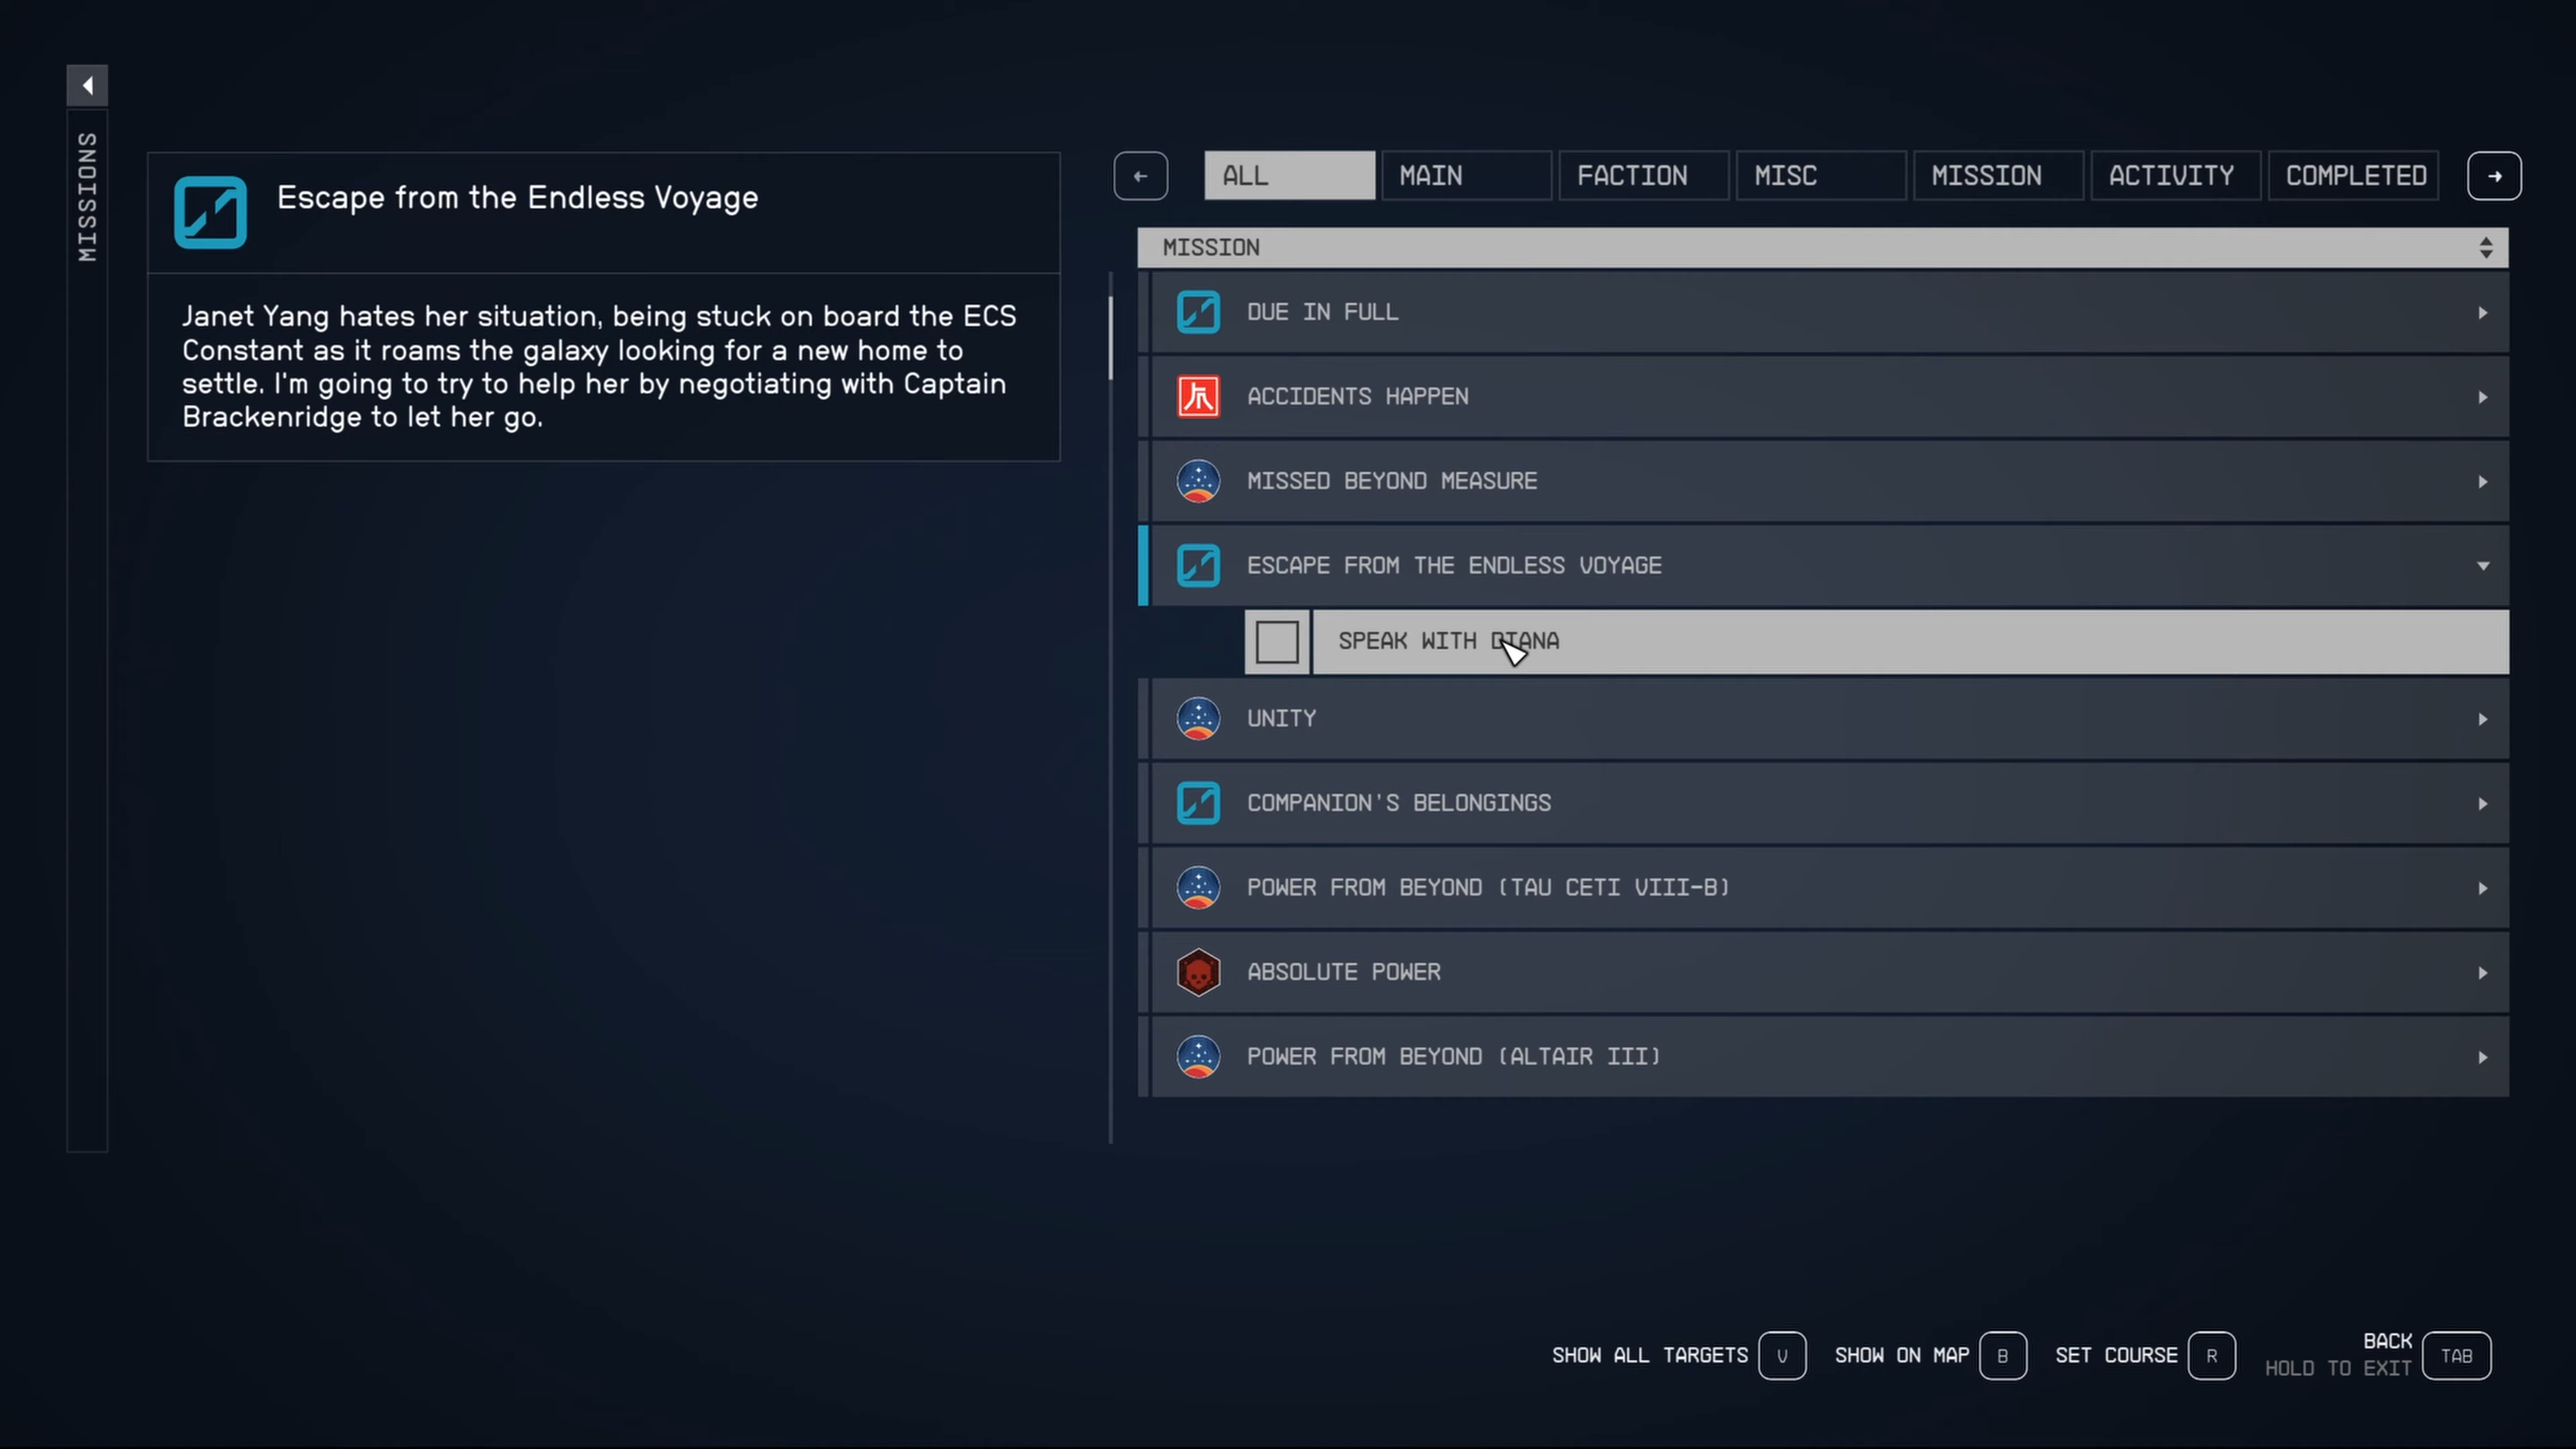 MISSIONS
Escape from the Endless Voyage
Janet Yang hates her situation, being stuck on board the ECS
Constant as it roams the galaxy looking for a new home to
settle. I'm going to try to help her by negotiating with Captain
Brackenridge to let her go.
ALL MAIN FACTION MISC MISSION ACTIVITY COMPLETED
MISSION
DUE IN FULL
ACCIDENTS HAPPEN
MISSED BEYOND MEASURE
ESCAPE FROM THE ENDLESS VOYAGE
SPEAK WITH DIANA
UNITY
COMPANION'S BELONGINGS
POWER FROM BEYOND (TAU CETI VIII-B)
ABSOLUTE POWER
POWER FROM BEYOND (ALTAIR III)
SHOW ALL TARGETS V SHOW ON MAP B SET COURSE R BACK TAB
HOLD TO EXIT